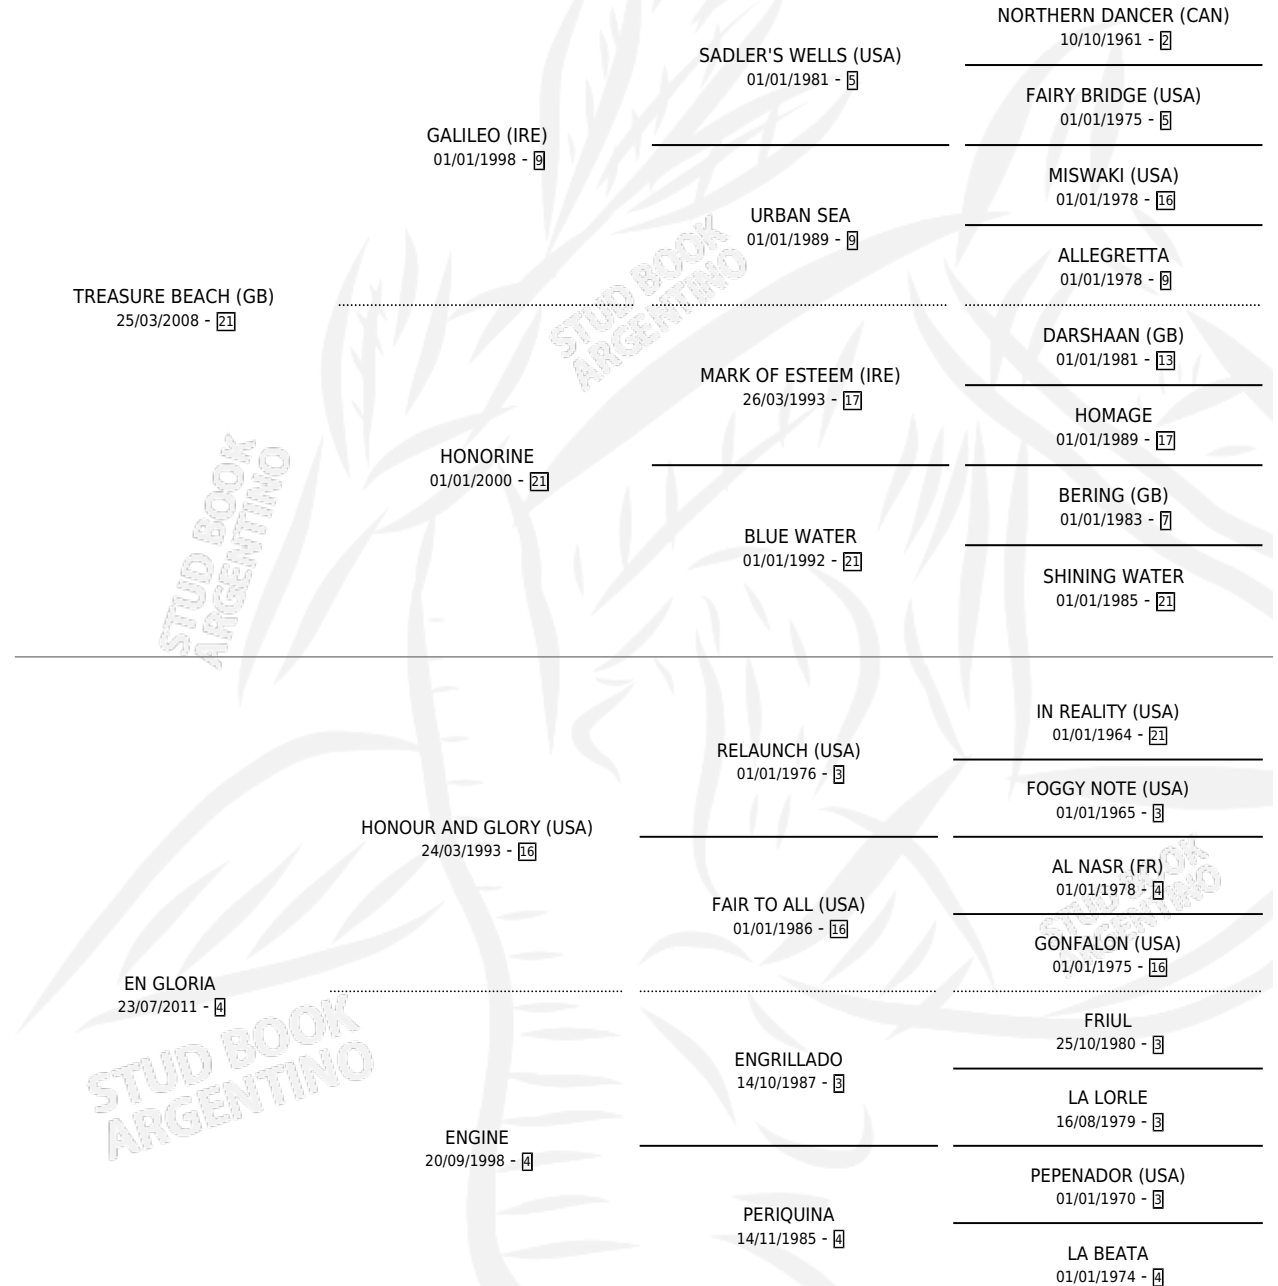 NORTHERN DANCER (CAN)
10/10/1961 - 2
SADLER'S WELLS (USA)
01/01/1981 - 5
FAIRY BRIDGE (USA)
01/01/1975 - 5
GALILEO (IRE)
01/01/1998 - 9
MISWAKI (USA)
01/01/1978 - 16
URBAN SEA
01/01/1989 - 9
ALLEGRETTA
01/01/1978 - 9
TREASURE BEACH (GB)
25/03/2008 - 21
DARSHAAN (GB)
01/01/1981 - 13
MARK OF ESTEEM (IRE)
26/03/1993 - 17
HOMAGE
01/01/1989 - 17
HONORINE
01/01/2000 - 21
BERING (GB)
01/01/1983 - 7
BLUE WATER
01/01/1992 - 21
SHINING WATER
01/01/1985 - 21
IN REALITY (USA)
01/01/1964 - 21
RELAUNCH (USA)
01/01/1976 - 3
FOGGY NOTE (USA)
01/01/1965 - 3
HONOUR AND GLORY (USA)
24/03/1993 - 16
AL NASR (FR)
01/01/1978 - 4
FAIR TO ALL (USA)
01/01/1986 - 16
GONFALON (USA)
01/01/1975 - 16
EN GLORIA
23/07/2011 - 4
FRIUL
25/10/1980 - 3
ENGRILLADO
14/10/1987 - 3
LA LORLE
16/08/1979 - 3
ENGINE
20/09/1998 - 4
PEPENADOR (USA)
01/01/1970 - 3
PERIQUINA
14/11/1985 - 4
LA BEATA
01/01/1974 - 4
STUD BOOK
ARGENTINO
STUD BOOK
ARGENTINO
STUD BOOK
ARGENTINO
STUD BOOK
ARGENTINO